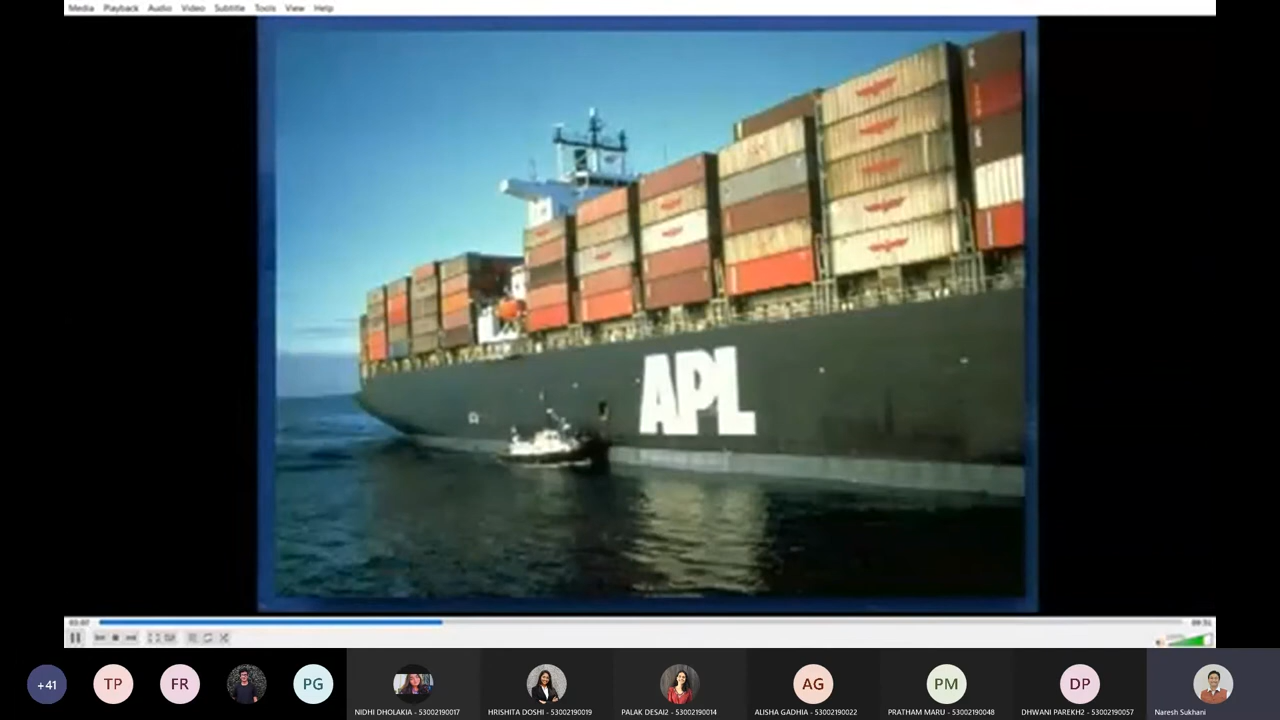 Media Playback Audio Video Subtitle Tools View Help
APL
+41
TP
FR
PG
AG
PM
DP
NIDHI DHOLAKIA - 53002190017
HRISHITA DOSHI - 53002190019
PALAK DESAI2 - 53002190014
ALISHA GADHIA - 53002190022
PRATHAM MARU - 53002190048
DHWANI PAREKH2 - 53002190057
Naresh Sukhani